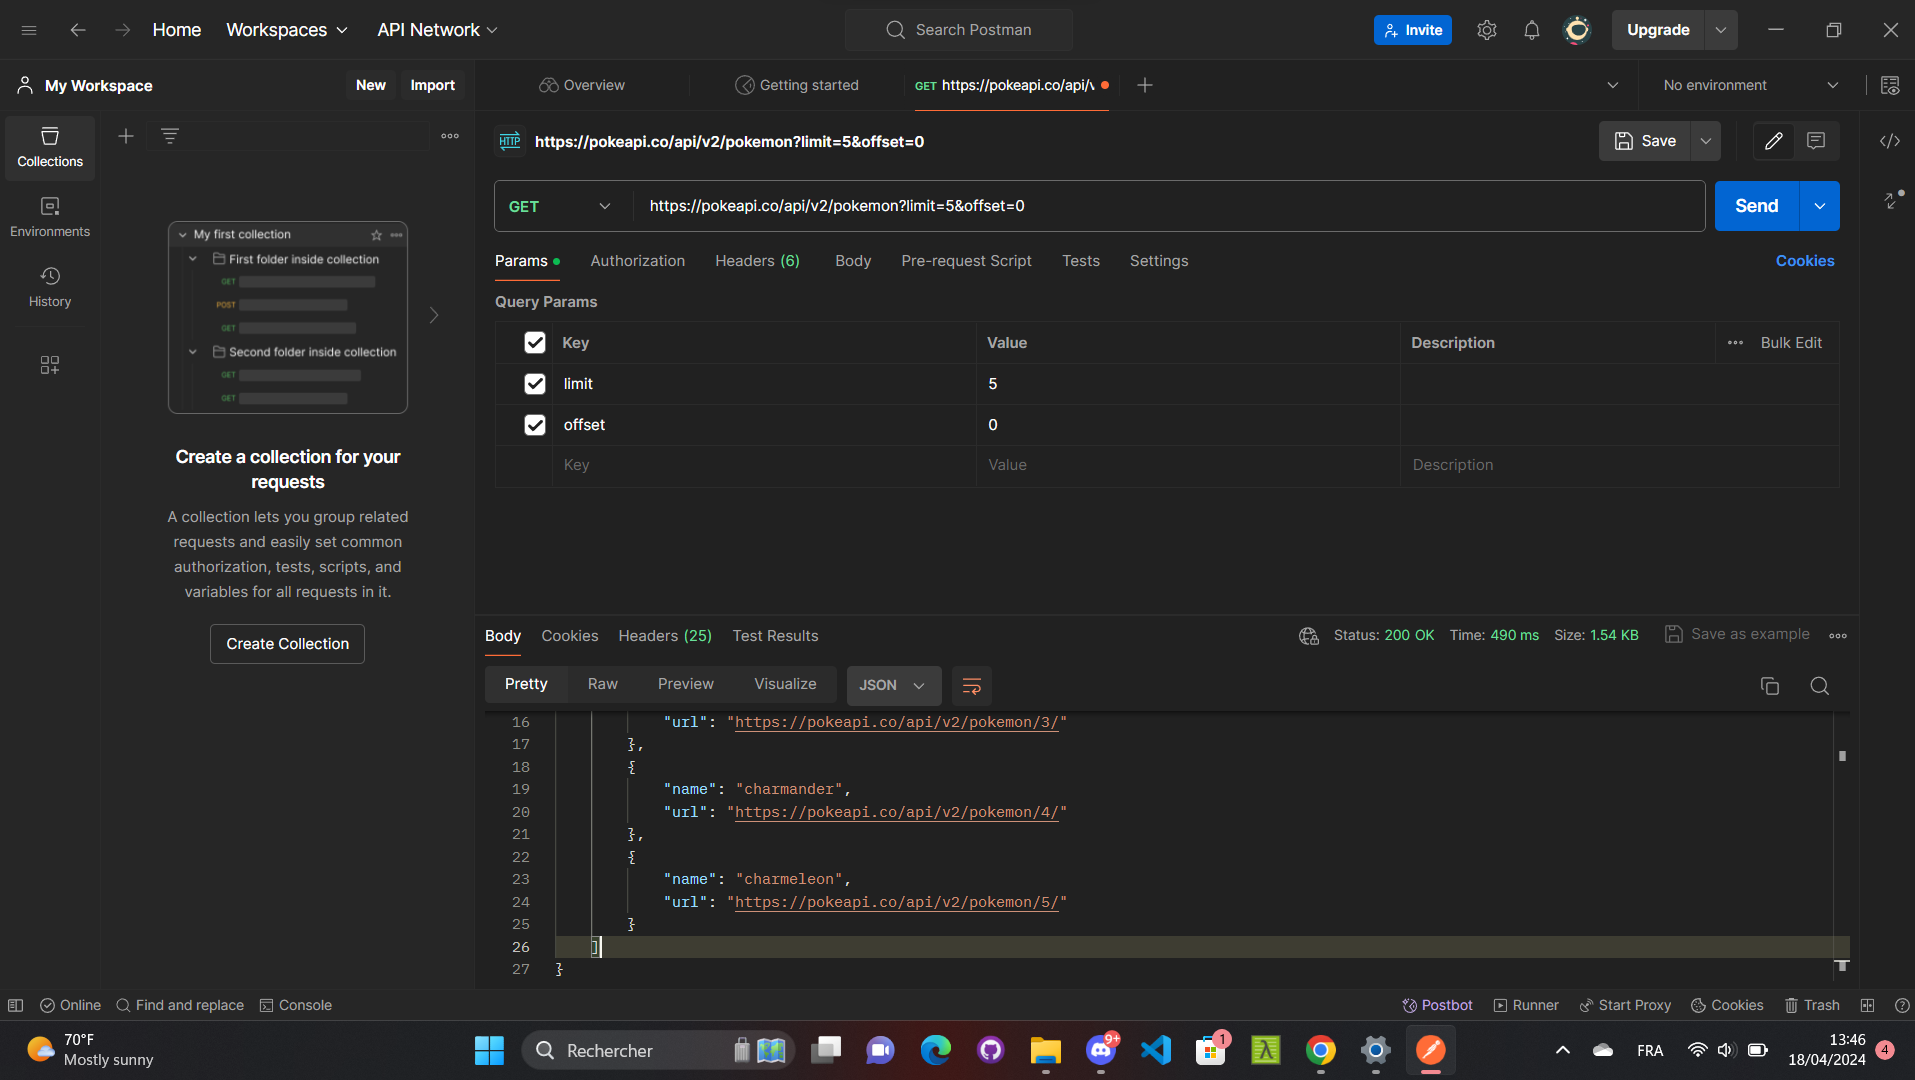 Home
Workspaces
API Network
Search Postman
Invite
Upgrade
My Workspace
New
Import
Overview
Getting started
GET https://pokeapi.co/api/v
No environment
Collections
Environments
History
https://pokeapi.co/api/v2/pokemon?limit=5&offset=0
Save
GET
https://pokeapi.co/api/v2/pokemon?limit=5&offset=0
Send
My first collection
First folder inside collection
GET
POST
GET
Second folder inside collection
GET
GET
Create a collection for your
requests
A collection lets you group related
requests and easily set common
authorization, tests, scripts, and
variables for all requests in it.
Create Collection
Params
Authorization
Headers (6)
Body
Pre-request Script
Tests
Settings
Cookies
Query Params
Key Value Description Bulk Edit
limit 5
offset 0
Key Value Description
Body Cookies Headers (25) Test Results
Status: 200 OK Time: 490 ms Size: 1.54 KB Save as example
Pretty Raw Preview Visualize JSON
16 "url": "https://pokeapi.co/api/v2/pokemon/3/"
17 },
18 {
19 "name": "charmander",
20 "url": "https://pokeapi.co/api/v2/pokemon/4/"
21 },
22 {
23 "name": "charmeleon",
24 "url": "https://pokeapi.co/api/v2/pokemon/5/"
25 }
26 ]
27 }
Online Find and replace Console
Postbot Runner Start Proxy Cookies Trash
70°F
Mostly sunny
Rechercher
9+
1
FRA
13:46
18/04/2024
4